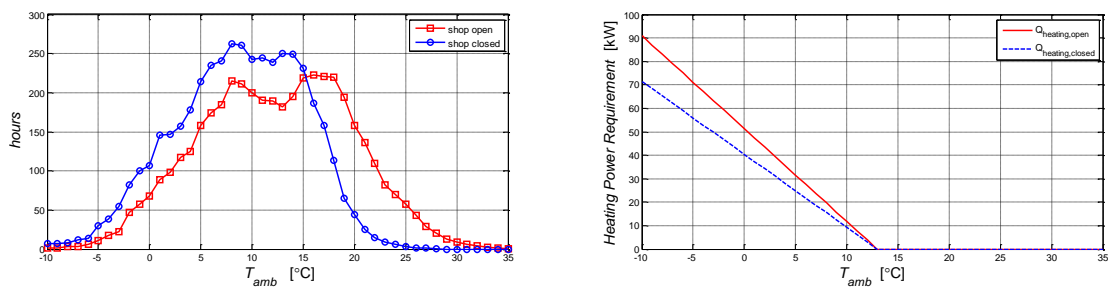 300
250
200
150
100
50
0
hours
-10 -5 0 5 10 15 20 25 30 35
T_amb [°C]
shop open
shop closed
100
90
80
70
60
50
40
30
20
10
0
Heating Power Requirement [kW]
-10 -5 0 5 10 15 20 25 30 35
T_amb [°C]
Q_heating,open
Q_heating,closed